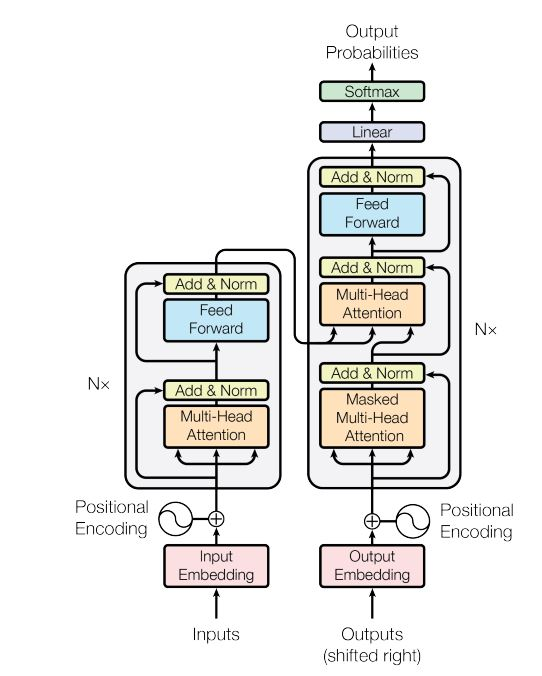 Output
Probabilities
Softmax
Linear
Add & Norm
Feed
Forward
Add & Norm
Multi-Head
Attention
Nx
Add & Norm
Masked
Multi-Head
Attention
Add & Norm
Feed
Forward
N×
Add & Norm
Multi-Head
Attention
Positional
Encoding
Positional
Encoding
Input
Embedding
Output
Embedding
Inputs
Outputs
(shifted right)